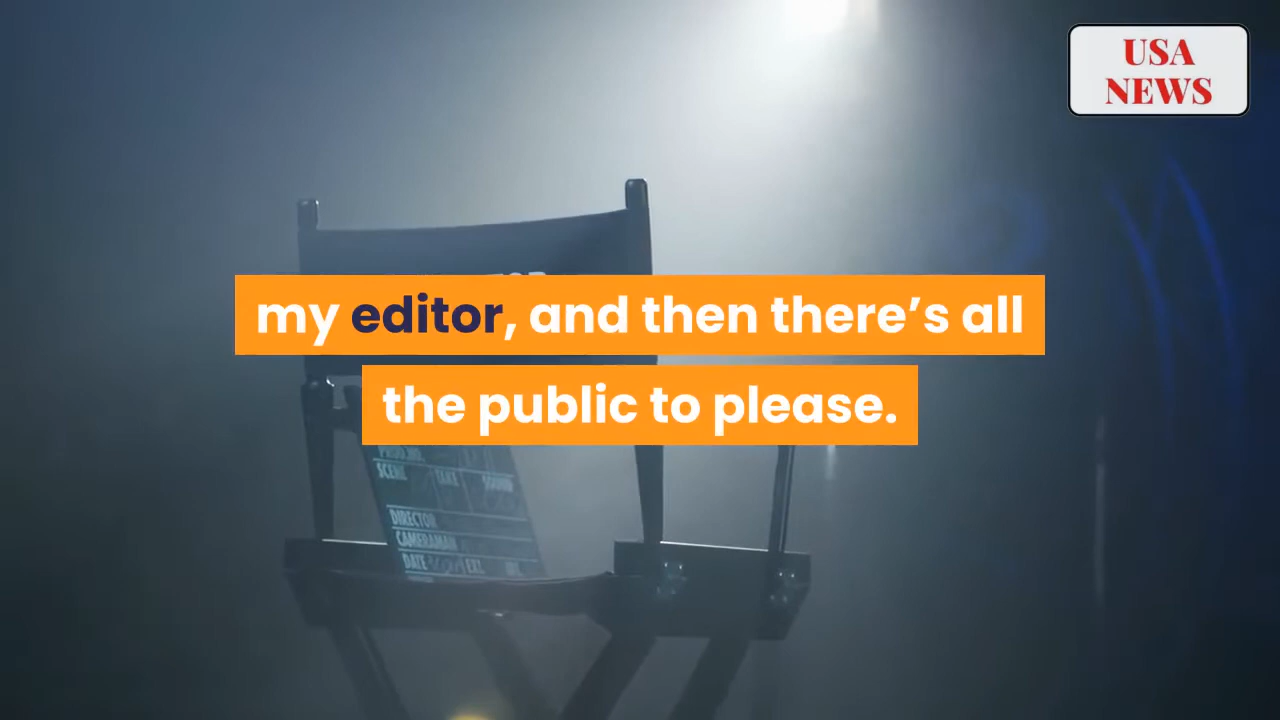 USA
NEWS
my editor, and then there’s all
the public to please.
SCENE
TAKE
SOUND
DIRECTOR
CAMERAMAN
DATE